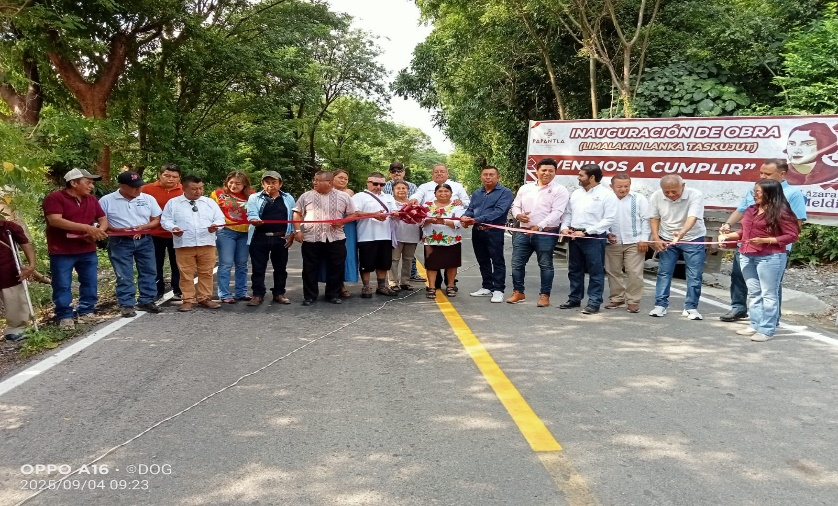 PAPANTLA
INAUGURACIÓN DE OBRA
(LIMALAKIN LANKA TASKUJUT)
"VENIMOS A CUMPLIR"
Azara
Meldi
OPPO A16 · ©DOG
2025/09/04 09:23